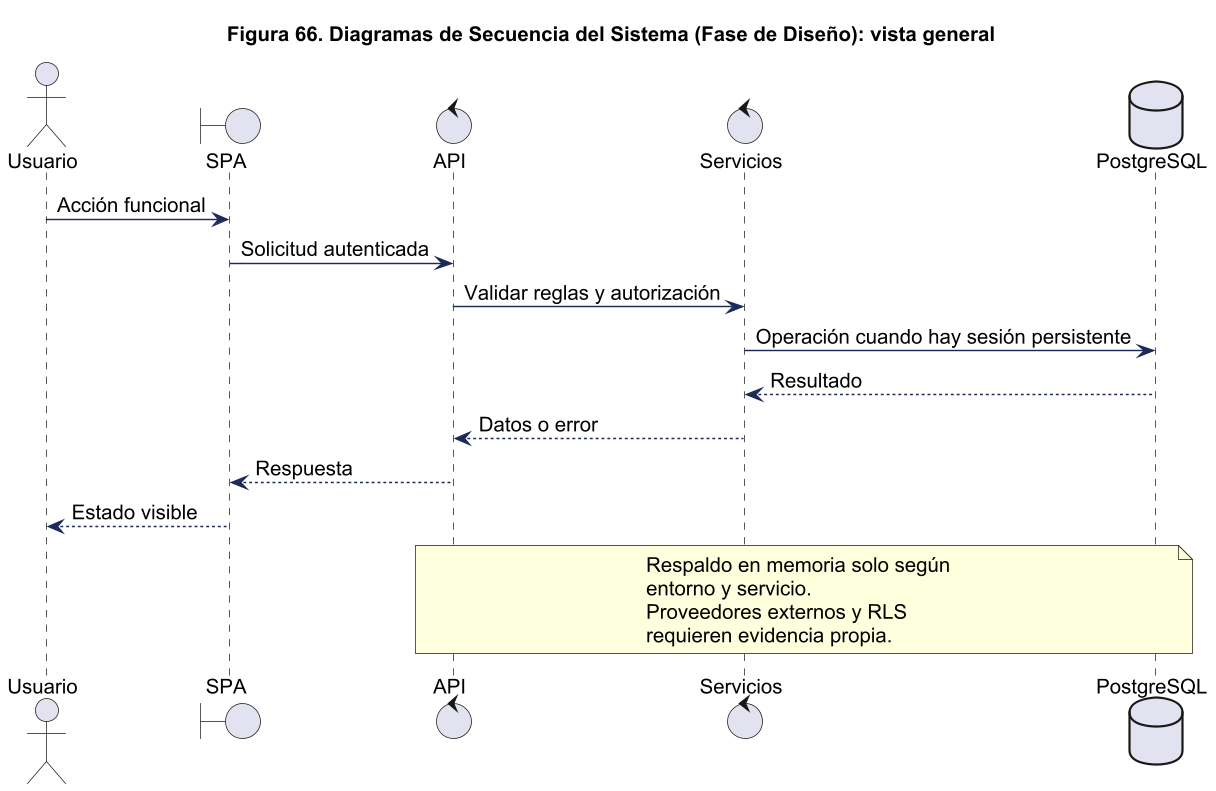 Figura 66. Diagramas de Secuencia del Sistema (Fase de Diseño): vista general
Usuario
SPA
API
Servicios
PostgreSQL
Acción funcional
Solicitud autenticada
Validar reglas y autorización
Operación cuando hay sesión persistente
Resultado
Datos o error
Respuesta
Estado visible
Respaldo en memoria solo según
entorno y servicio.
Proveedores externos y RLS
requieren evidencia propia.
Usuario
SPA
API
Servicios
PostgreSQL